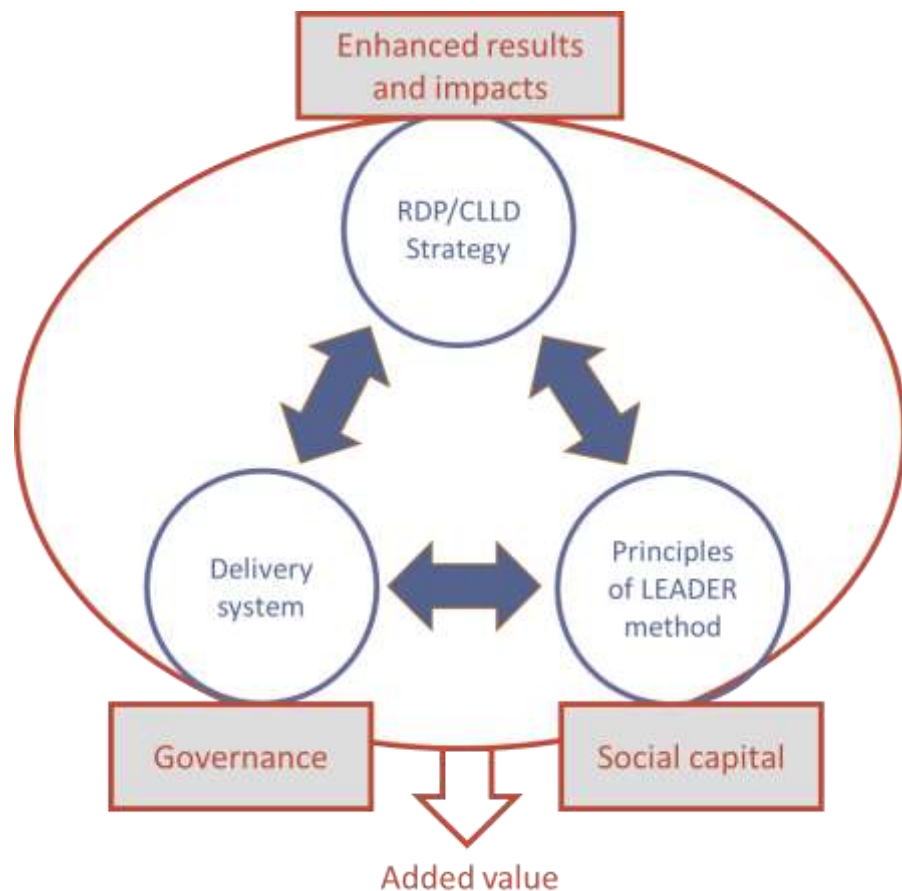 Enhanced results
and impacts
RDP/CLLD
Strategy
Delivery
system
Principles
of LEADER
method
Governance
Social capital
Added value